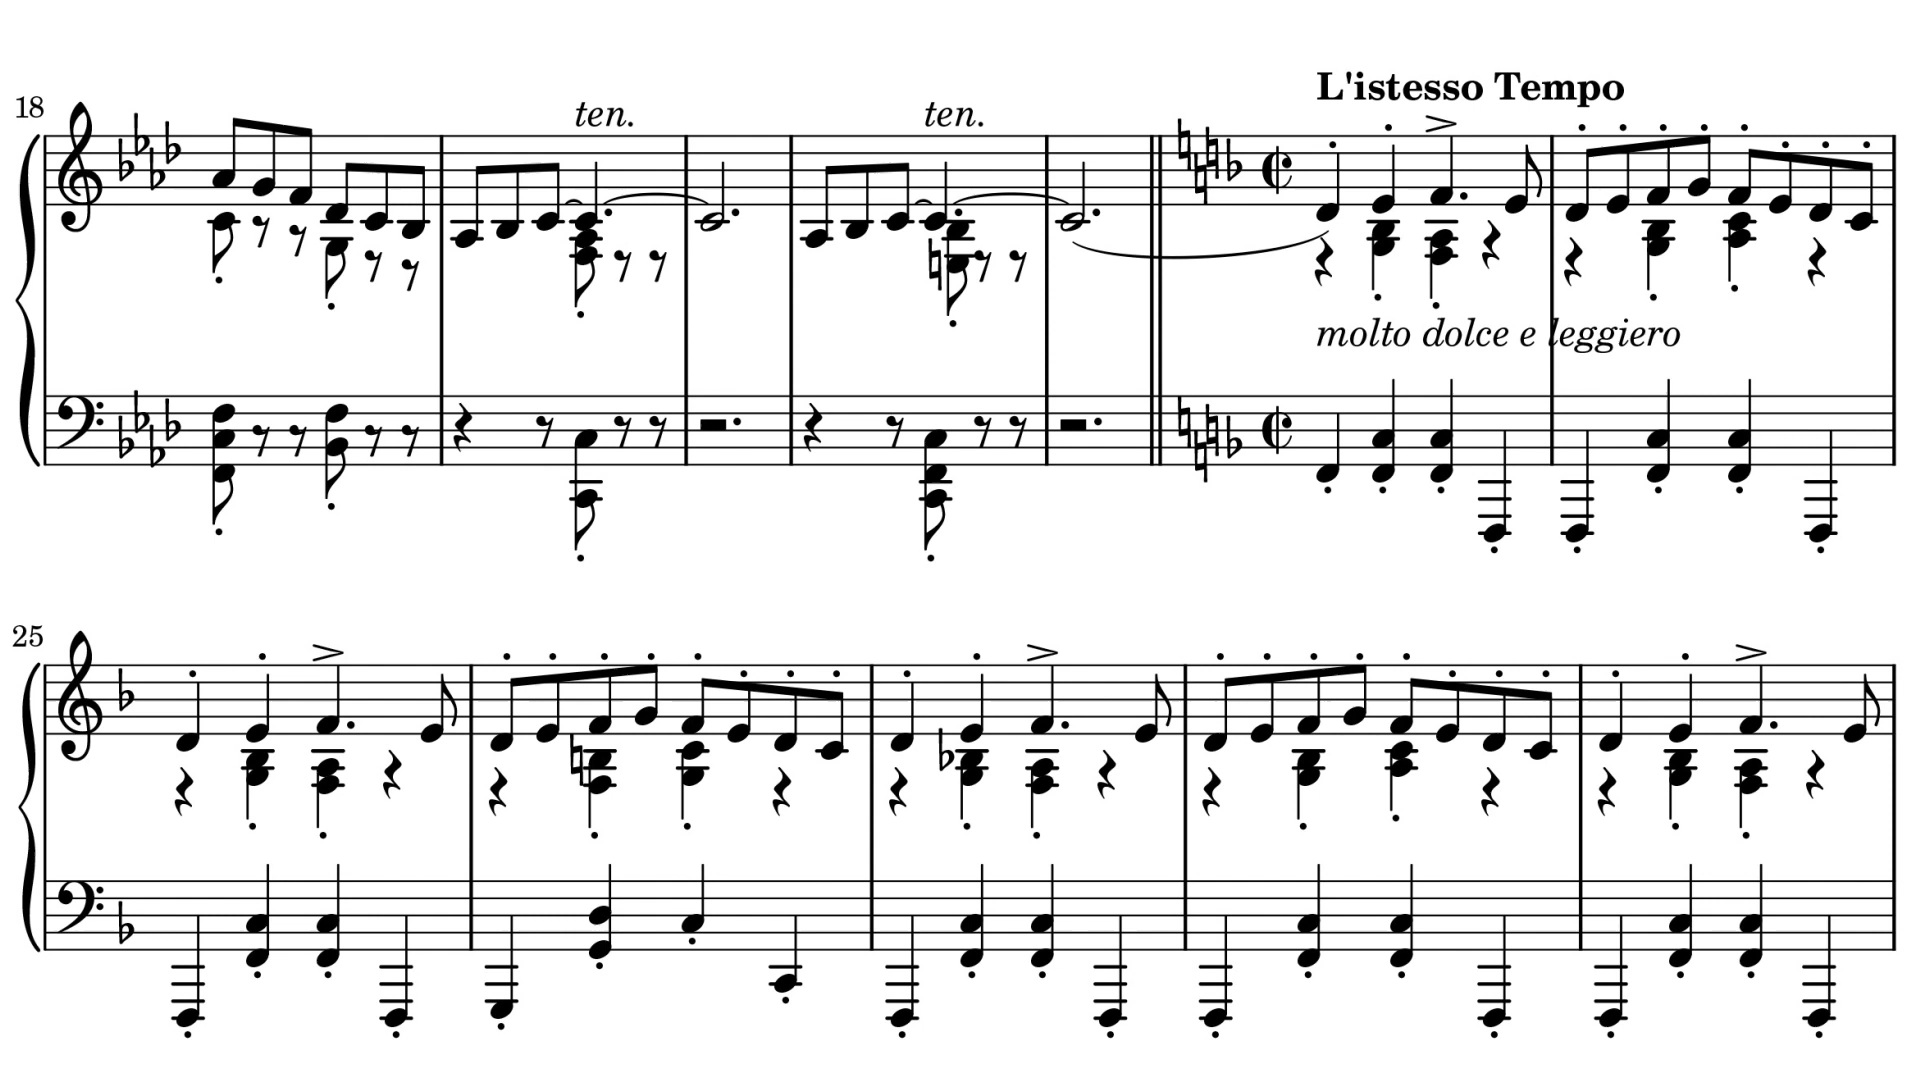 L'istesso Tempo
18
ten.
ten.
molto dolce e leggiero
25